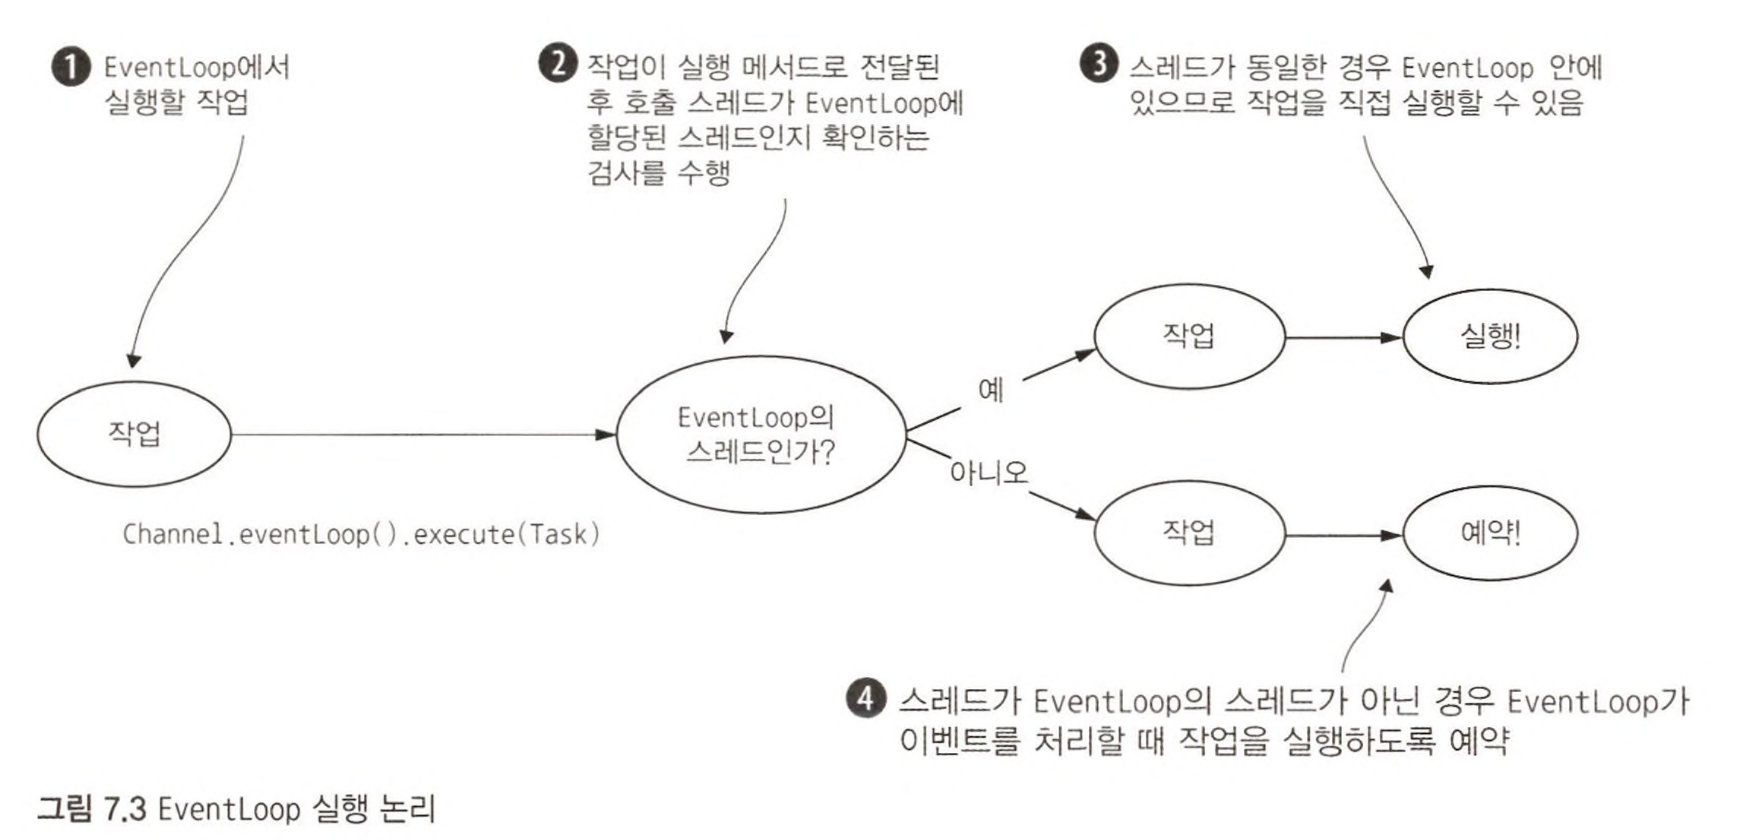 1 EventLoop에서
실행할 작업
2 작업이 실행 메서드로 전달된
후 호출 스레드가 EventLoop에
할당된 스레드인지 확인하는
검사를 수행
3 스레드가 동일한 경우 EventLoop 안에
있으므로 작업을 직접 실행할 수 있음
작업
EventLoop의
스레드인가?
예
작업
실행!
아니오
작업
예약!
Channel.eventLoop().execute(Task)
4 스레드가 EventLoop의 스레드가 아닌 경우 EventLoop가
이벤트를 처리할 때 작업을 실행하도록 예약
그림 7.3 EventLoop 실행 논리